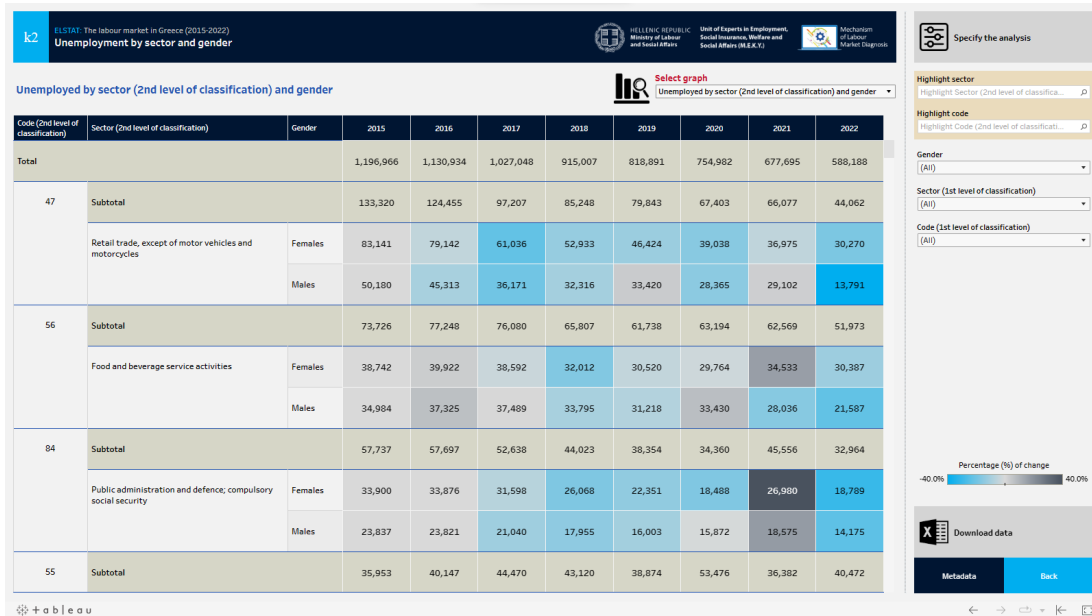 k2
ELSTAT: The labour market in Greece (2015-2022)
Unemployment by sector and gender
HELLENIC REPUBLIC
Ministry of Labour
and Social Affairs
Unit of Experts in Employment,
Social Insurance, Welfare and
Social Affairs (M.E.K.Y.)
Mechanism
of Labour
Market Diagnosis
Specify the analysis
Unemployed by sector (2nd level of classification) and gender
Select graph
Unemployed by sector (2nd level of classification) and gender
Highlight sector
Highlight Sector (2nd level of classifica...
Highlight code
Highlight Code (2nd level of classificati...
Gender
(All)
Sector (1st level of classification)
(All)
Code (1st level of classification)
(All)
Code (2nd level of
classification)
Sector (2nd level of classification)
Gender
2015 2016 2017 2018 2019 2020 2021 2022
Total 1,196,966 1,130,934 1,027,048 915,007 818,891 754,982 677,695 588,188
47 Subtotal 133,320 124,455 97,207 85,248 79,843 67,403 66,077 44,062
Retail trade, except of motor vehicles and
motorcycles
Females 83,141 79,142 61,036 52,933 46,424 39,038 36,975 30,270
Males 50,180 45,313 36,171 32,316 33,420 28,365 29,102 13,791
56 Subtotal 73,726 77,248 76,080 65,807 61,738 63,194 62,569 51,973
Food and beverage service activities Females 38,742 39,922 38,592 32,012 30,520 29,764 34,533 30,387
Males 34,984 37,325 37,489 33,795 31,218 33,430 28,036 21,587
84 Subtotal 57,737 57,697 52,638 44,023 38,354 34,360 45,556 32,964
Public administration and defence; compulsory
social security
Females 33,900 33,876 31,598 26,068 22,351 18,488 26,980 18,789
Males 23,837 23,821 21,040 17,955 16,003 15,872 18,575 14,175
55 Subtotal 35,953 40,147 44,470 43,120 38,874 53,476 36,382 40,472
Percentage (%) of change
-40.0% 40.0%
Download data
Metadata
Back
+ableau